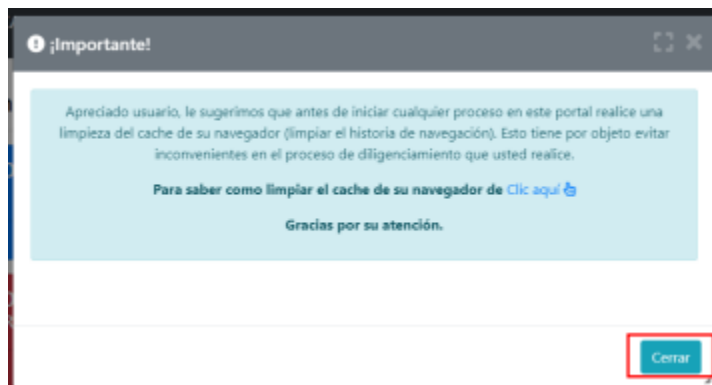 ¡Importante!
Apreciado usuario, le sugerimos que antes de iniciar cualquier proceso en este portal realice una
limpieza del cache de su navegador (limpiar el historia de navegación). Esto tiene por objeto evitar
inconvenientes en el proceso de diligenciamiento que usted realice.
Para saber como limpiar el cache de su navegador de Clic aquí
Gracias por su atención.
Cerrar